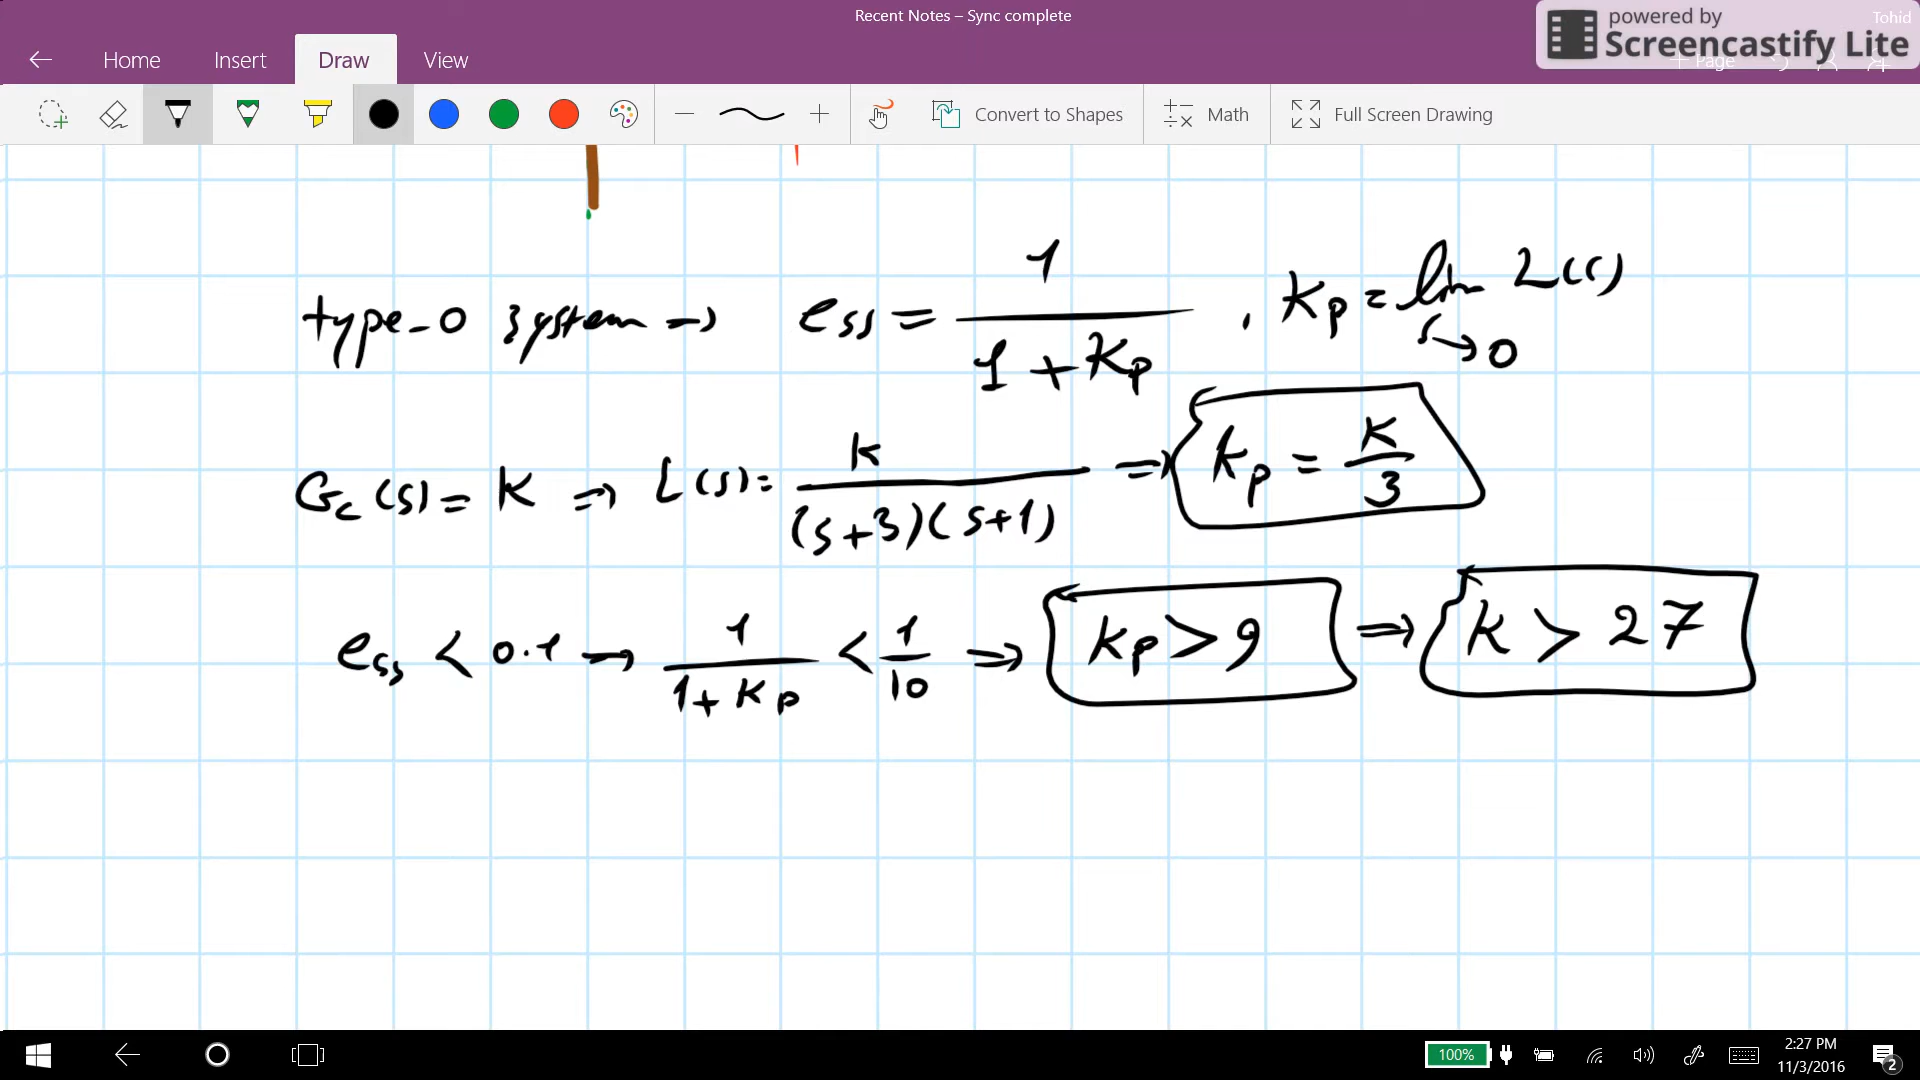 Recent Notes – Sync complete
Tohid
powered by
Screencastify Lite
Home Insert Draw View
+ Page
Convert to Shapes Math Full Screen Drawing
type-0 system → ess = 1 / (1 + Kp) , Kp = lim s→0 L(s)
Gc(s) = K ⇒ L(s) = K / ((s+3)(s+1)) ⇒ Kp = K/3
ess < 0.1 → 1 / (1 + Kp) < 1/10 ⇒ Kp > 9 ⇒ K > 27
100%
2:27 PM
11/3/2016
2